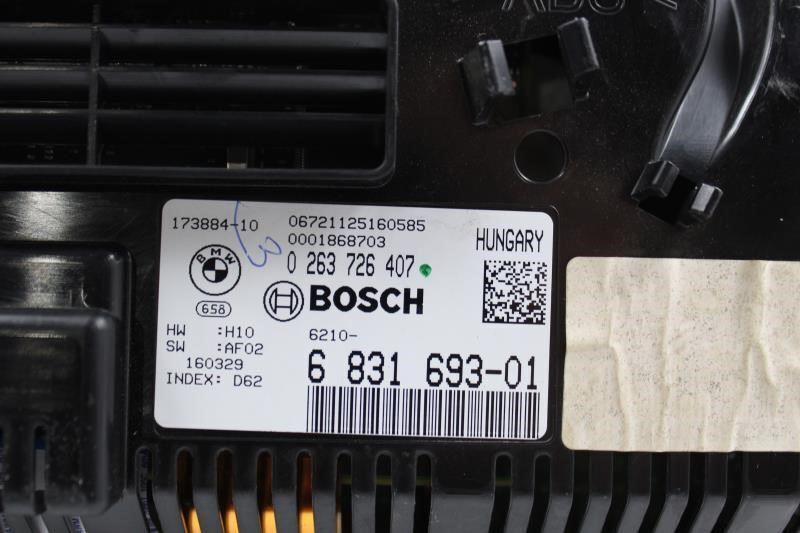 173884-10
06721125160585
0001868703
HUNGARY
0 263 726 407
BMW
658
BOSCH
HW :H10
SW :AF02
160329
INDEX: D62
6210-
6 831 693-01